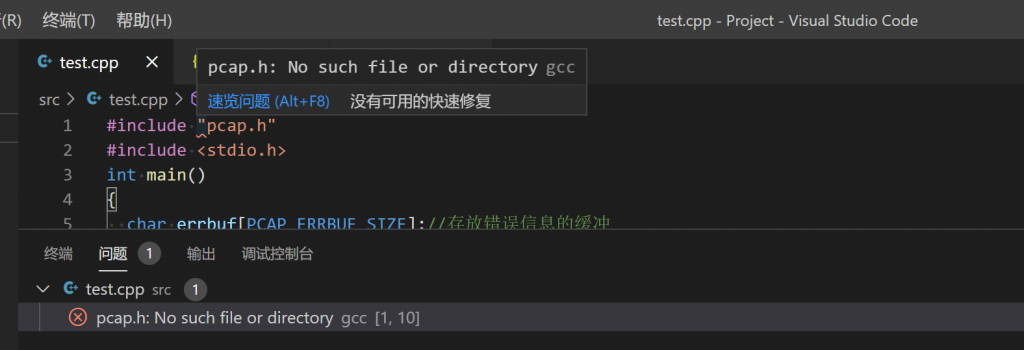 (R) 终端(T) 帮助(H) test.cpp - Project - Visual Studio Code
test.cpp
pcap.h: No such file or directory gcc
速览问题 (Alt+F8) 没有可用的快速修复
src > test.cpp >
1 #include "pcap.h"
2 #include <stdio.h>
3 int main()
4 {
5 char errbuf[PCAP_ERRBUF_SIZE];//存放错误信息的缓冲
终端 问题 1 输出 调试控制台
test.cpp src 1
pcap.h: No such file or directory gcc [1, 10]